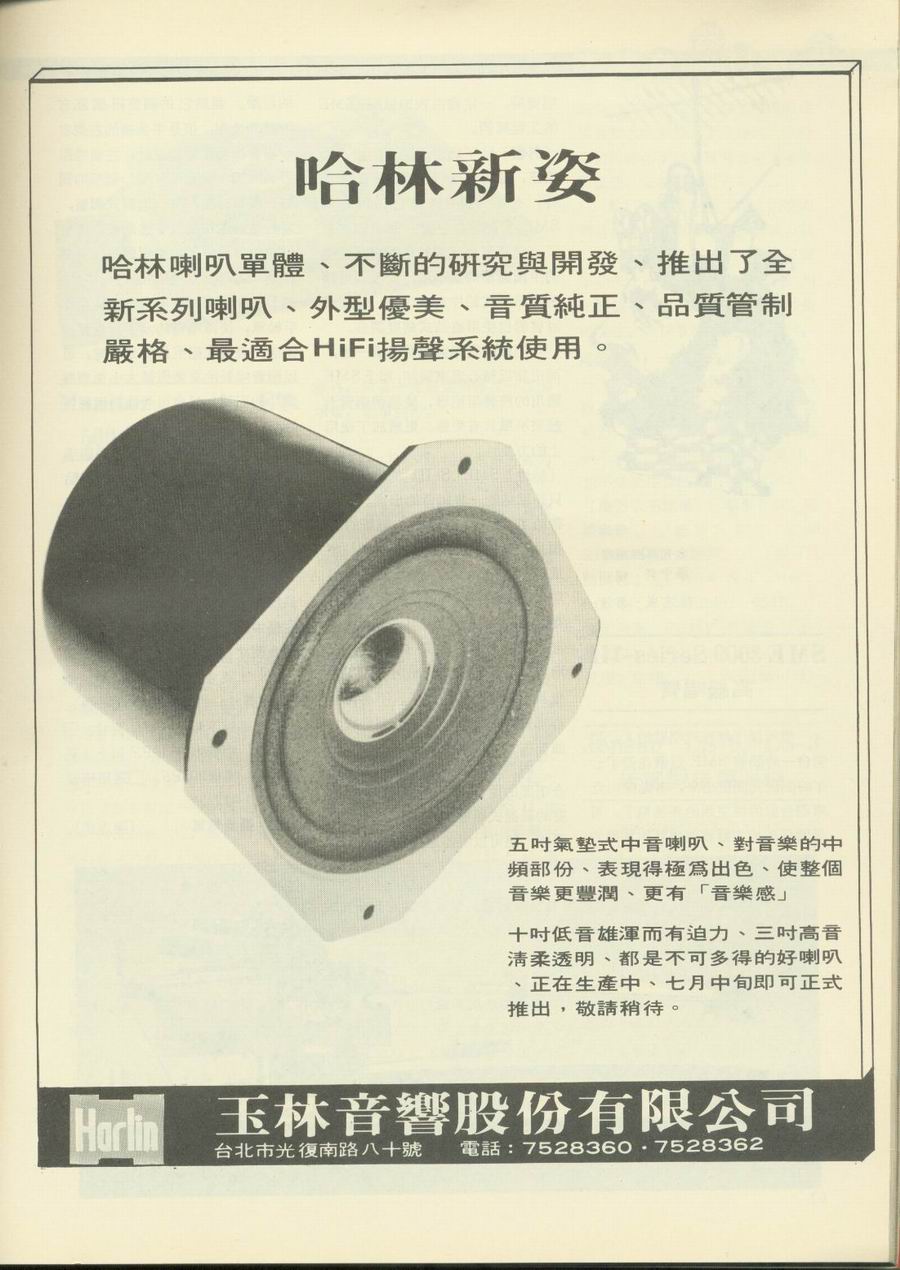 哈林新姿
哈林喇叭單體、不斷的研究與開發、推出了全
新系列喇叭、外型優美、音質純正、品質管制
嚴格、最適合HiFi揚聲系統使用。
五吋氣墊式中音喇叭、對音樂的中
頻部份、表現得極爲出色、使整個
音樂更豐潤、更有「音樂感」
十吋低音雄渾而有迫力、三吋高音
淸柔透明、都是不可多得的好喇叭
、正在生產中、七月中旬即可正式
推出，敬請稍待。
Harlin
玉林音響股份有限公司
台北市光復南路八十號　電話：7528360・7528362